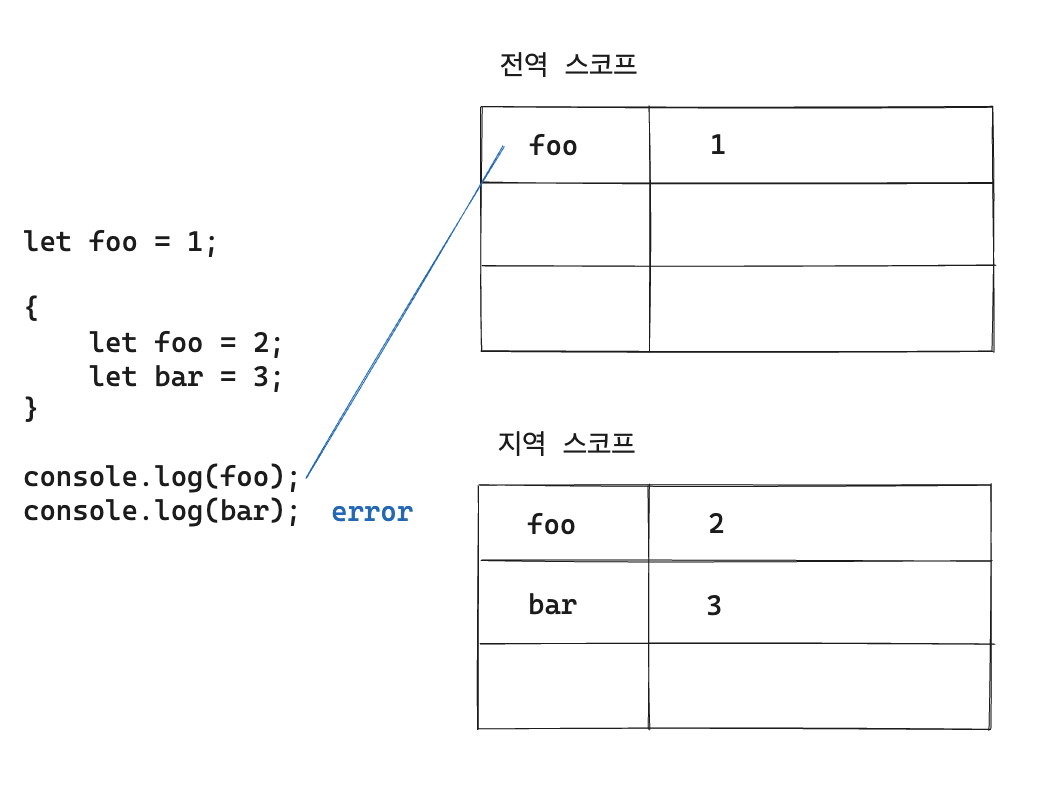 let foo = 1;
{
    let foo = 2;
    let bar = 3;
}
console.log(foo);
console.log(bar); error
전역 스코프
foo 1
지역 스코프
foo 2
bar 3